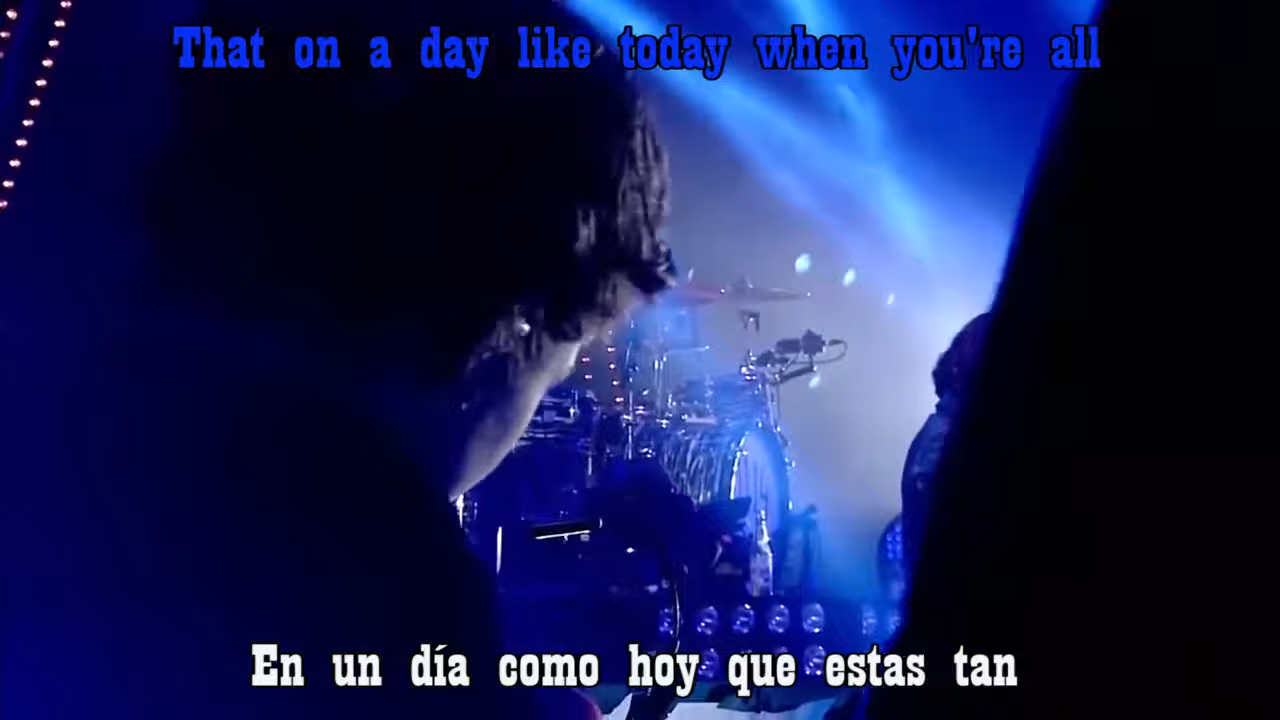 That on a day like today when you're all
En un día como hoy que estas tan